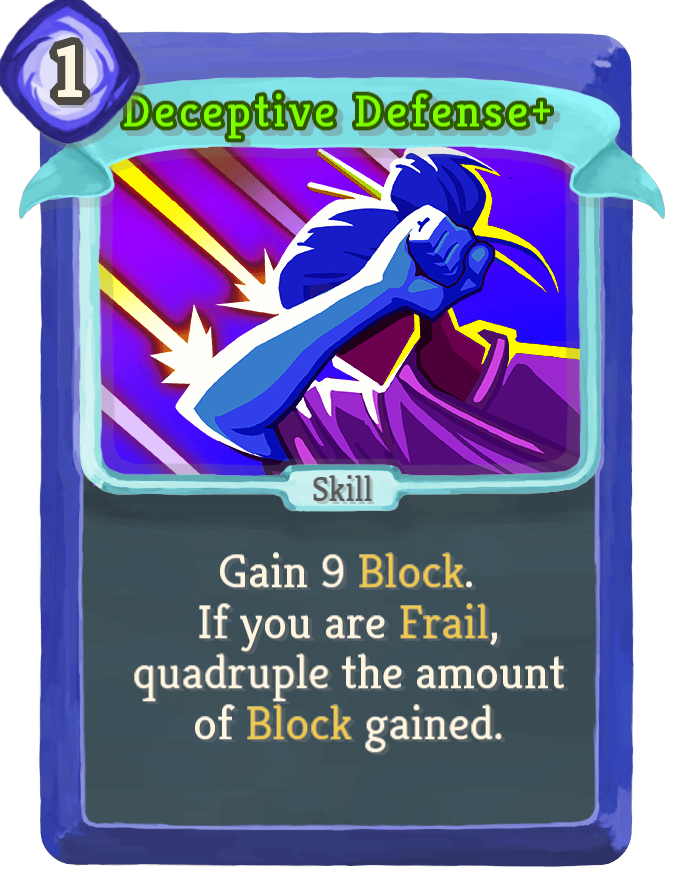 1
Deceptive Defense+
Skill
Gain 9 Block.
If you are Frail,
quadruple the amount
of Block gained.